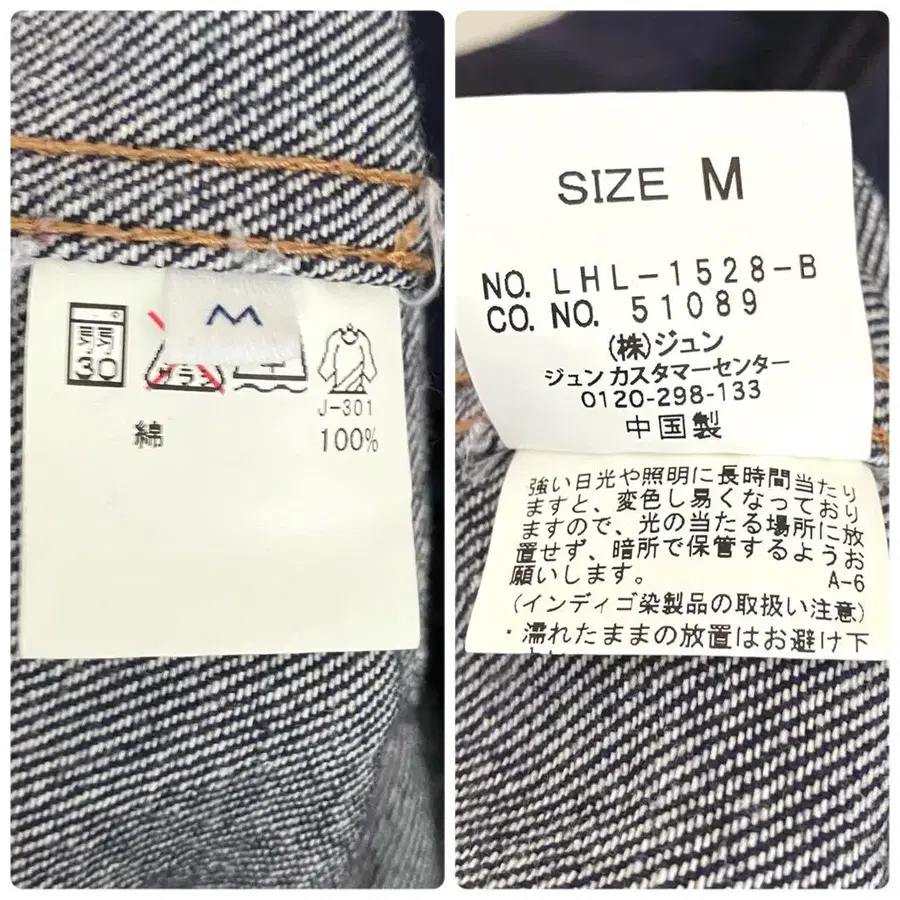 M
30
J-301
綿 100%
SIZE M
NO. LHL-1528-B
CO. NO. 51089
(株)ジュン
ジュン カスタマーセンター
0120-298-133
中国製
強い日光や照明に長時間当たり
ますと、変色し易くなっており
ますので、光の当たる場所に放
置せず、暗所で保管するようお
願いします。 A-6
(インディゴ染製品の取扱い注意)
・濡れたままの放置はお避け下